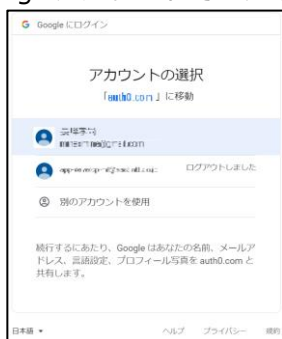 Google にログイン
アカウントの選択
「auth0.com」に移動
ログアウトしました
別のアカウントを使用
続行するにあたり、Google はあなたの名前、メールア
ドレス、言語設定、プロフィール写真を auth0.com と
共有します。
日本語
ヘルプ プライバシー 規約